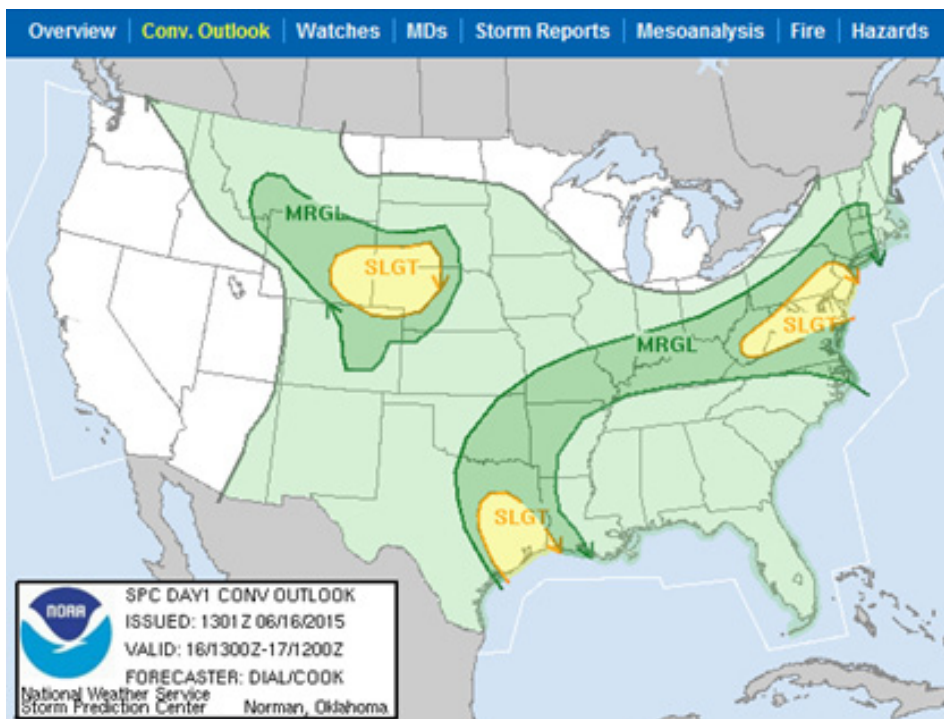 Overview | Conv. Outlook | Watches | MDs | Storm Reports | Mesoanalysis | Fire | Hazards
MRGL
SLGT
MRGL
SLGT
SLGT
NOAA
SPC DAY1 CONV OUTLOOK
ISSUED: 1301Z 06/16/2015
VALID: 16/1300Z-17/1200Z
FORECASTER: DIAL/COOK
National Weather Service
Storm Prediction Center Norman, Oklahoma